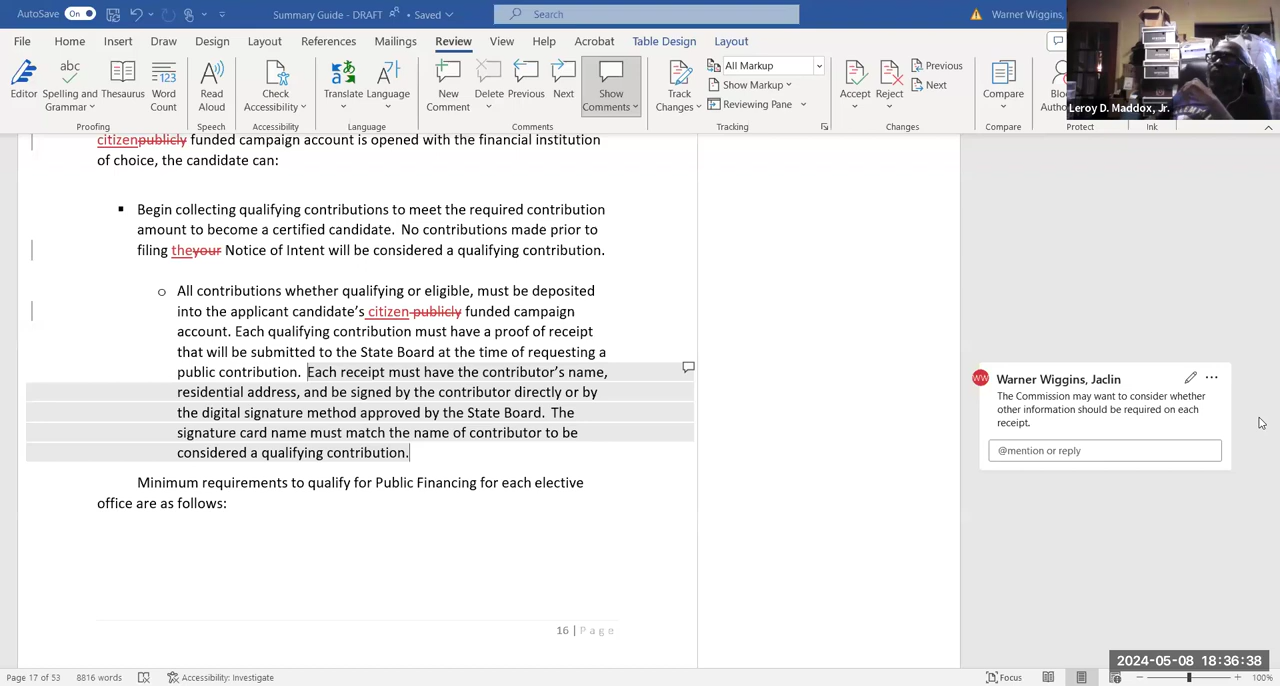 AutoSave On Summary Guide - DRAFT • Saved Search Warner Wiggins,
File Home Insert Draw Design Layout References Mailings Review View Help Acrobat Table Design Layout
Editor Spelling and Grammar Thesaurus Word Count Read Aloud Check Accessibility Translate Language New Comment Delete Previous Next Show Comments Track Changes All Markup Show Markup Reviewing Pane Accept Reject Previous Next Compare
Proofing Speech Accessibility Language Comments Tracking Changes Compare Protect Ink
Leroy D. Maddox, Jr.
citizenpublicly funded campaign account is opened with the financial institution
of choice, the candidate can:
▪ Begin collecting qualifying contributions to meet the required contribution
amount to become a certified candidate. No contributions made prior to
filing theyour Notice of Intent will be considered a qualifying contribution.
o All contributions whether qualifying or eligible, must be deposited
into the applicant candidate's citizen publicly funded campaign
account. Each qualifying contribution must have a proof of receipt
that will be submitted to the State Board at the time of requesting a
public contribution. Each receipt must have the contributor's name,
residential address, and be signed by the contributor directly or by
the digital signature method approved by the State Board. The
signature card name must match the name of contributor to be
considered a qualifying contribution.
Minimum requirements to qualify for Public Financing for each elective
office are as follows:
16 | Page
WW Warner Wiggins, Jaclin
The Commission may want to consider whether
other information should be required on each
receipt.
@mention or reply
2024-05-08 18:36:38
Page 17 of 53 8816 words Accessibility: Investigate Focus 100%